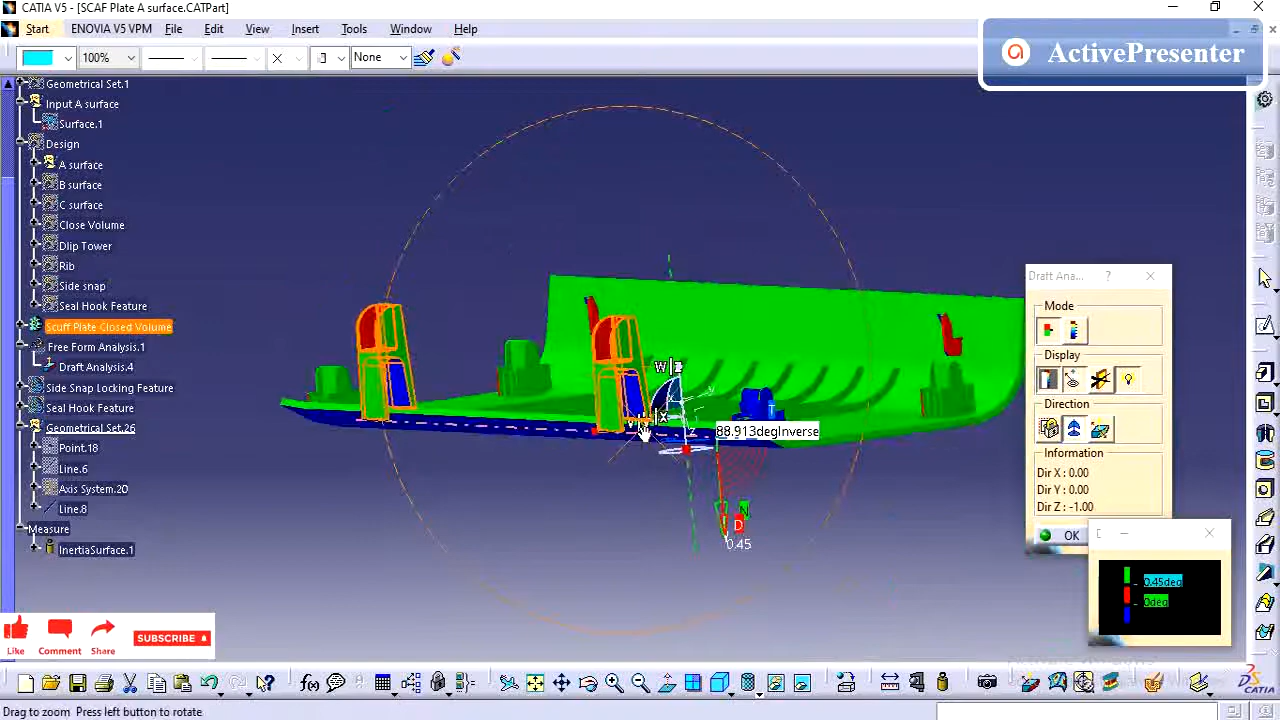 CATIA V5 - [SCAF Plate A surface.CATPart]
Start ENOVIA V5 VPM File Edit View Insert Tools Window Help
100% None
ActivePresenter
Geometrical Set.1
Input A surface
Surface.1
Design
A surface
B surface
C surface
Close Volume
Dlip Tower
Rib
Side snap
Seal Hook Feature
Scuff Plate Closed Volume
Free Form Analysis.1
Draft Analysis.4
Side Snap Locking Feature
Seal Hook Feature
Geometrical Set.26
Point.18
Line.6
Axis System.20
Line.8
Measure
InertiaSurface.1
w|z
88.913degInverse
D
0.45
Draft Ana... ?
Mode
Display
Direction
Information
Dir X : 0.00
Dir Y : 0.00
Dir Z : -1.00
OK
0.45deg
0deg
Like Comment Share SUBSCRIBE
Drag to zoom Press left button to rotate
CATIA